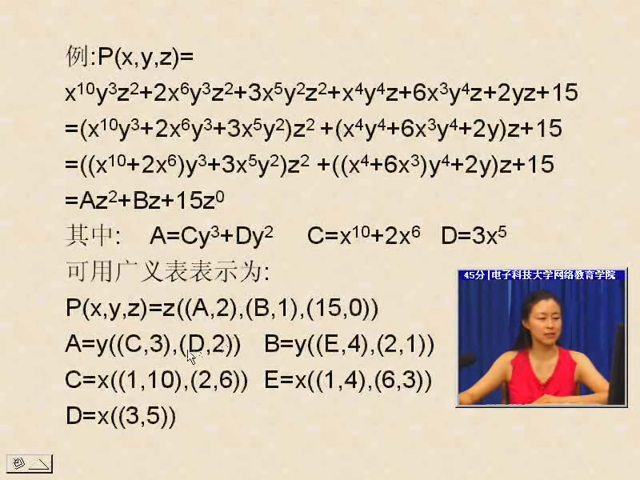 例:P(x,y,z)=
x¹⁰y³z²+2x⁶y³z²+3x⁵y²z²+x⁴y⁴z+6x³y⁴z+2yz+15
=(x¹⁰y³+2x⁶y³+3x⁵y²)z² +(x⁴y⁴+6x³y⁴+2y)z+15
=((x¹⁰+2x⁶)y³+3x⁵y²)z² +((x⁴+6x³)y⁴+2y)z+15
=Az²+Bz+15z⁰
其中: A=Cy³+Dy² C=x¹⁰+2x⁶ D=3x⁵
可用广义表表示为:
P(x,y,z)=z((A,2),(B,1),(15,0))
A=y((C,3),(D,2)) B=y((E,4),(2,1))
C=x((1,10),(2,6)) E=x((1,4),(6,3))
D=x((3,5))
45分|电子科技大学网络教育学院